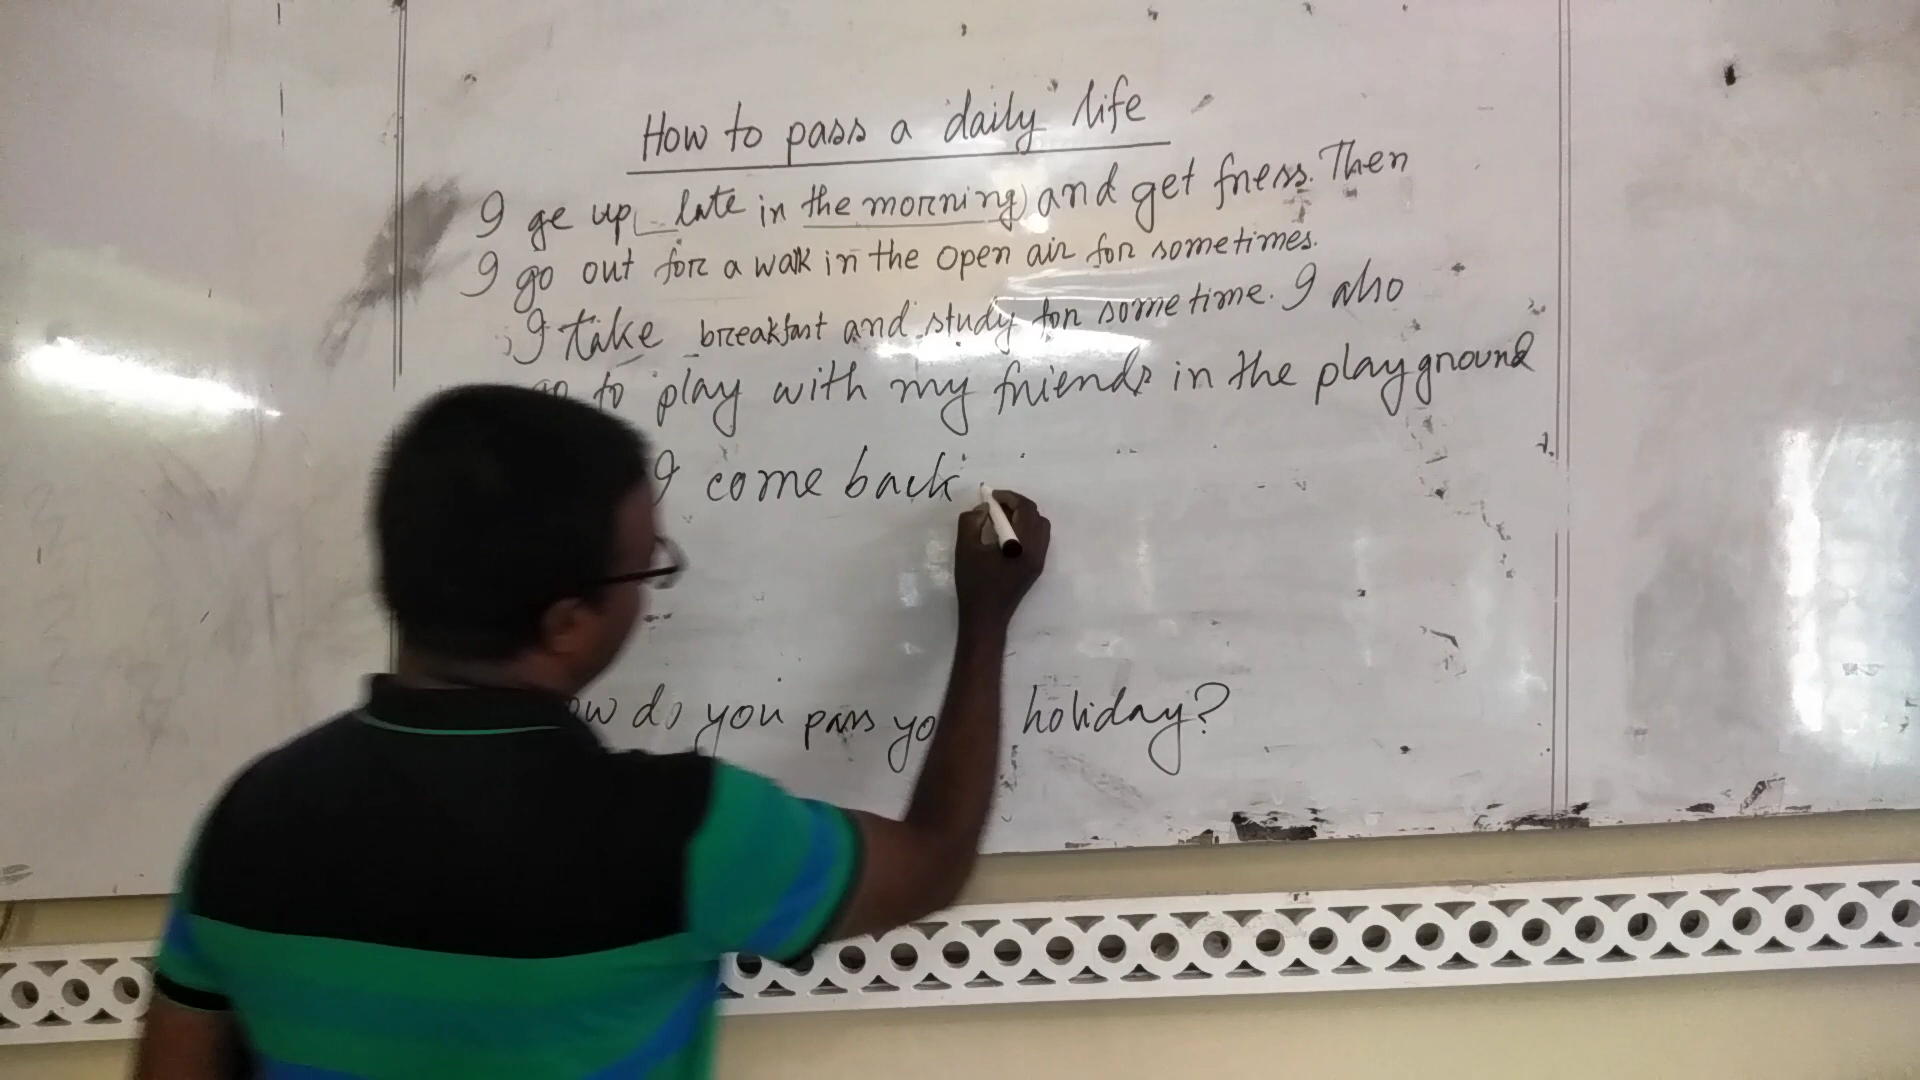 How to pass a "daily" life
I ge up late in the morning) and get fness. Then
I go out for a walk in the open air for sometimes.
I take breakfast and study for some time. I also
go to play with my friends in the playground
I come back
do you pass holiday?